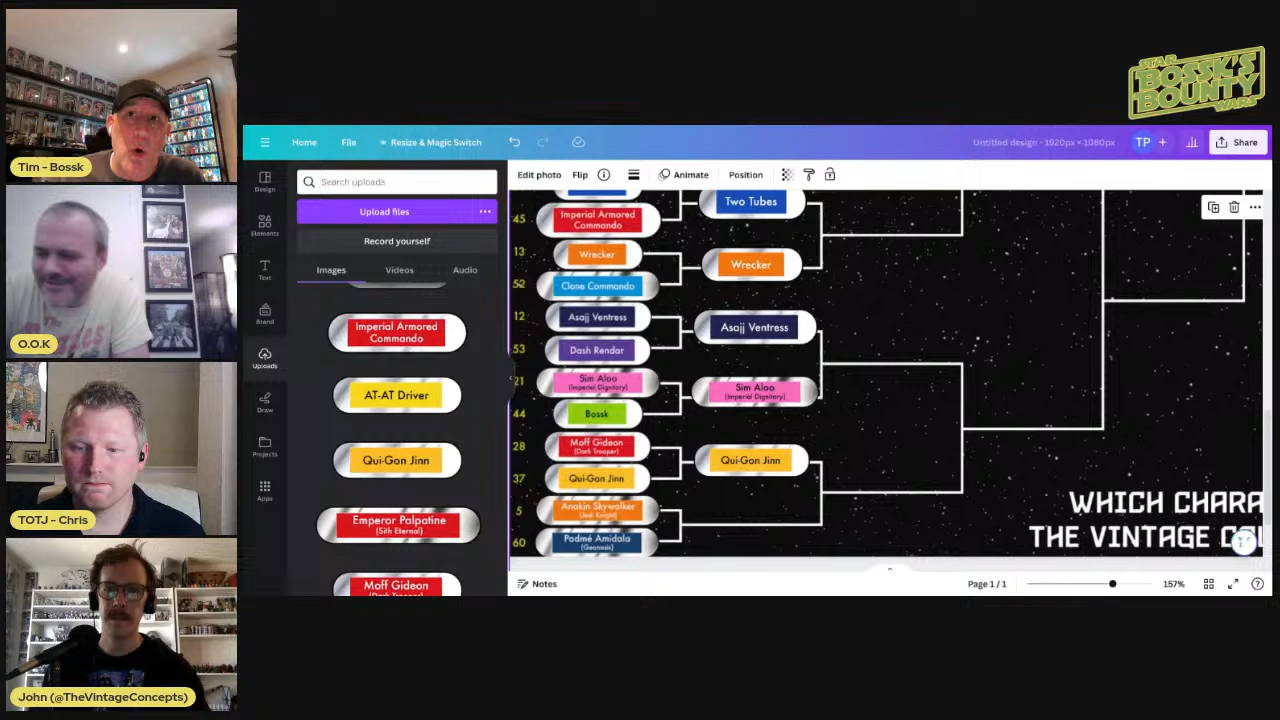 Tim - Bossk
O.O.K
TOTJ - Chris
John (@TheVintageConcepts)
STAR
BOSSK'S
BOUNTY
WARS
Home
File
Resize & Magic Switch
Untitled design - 1920px × 1080px
TP
+
Share
Design
Elements
Text
Brand
Uploads
Draw
Projects
Apps
Search uploads
Upload files
Record yourself
Images
Videos
Audio
Imperial Armored
Commando
AT-AT Driver
Qui-Gon Jinn
Emperor Palpatine
(Sith Eternal)
Moff Gideon
Edit photo
Flip
Animate
Position
45
Imperial Armored
Commando
13
Wrecker
52
Clone Commando
12
Asajj Ventress
53
Dash Rendar
21
Sim Aloo
(Imperial Dignitary)
44
Bossk
28
Moff Gideon
(Dark Trooper)
37
Qui-Gon Jinn
5
Anakin Skywalker
(Jedi Knight)
60
Padmé Amidala
(Geonosis)
Two Tubes
Wrecker
Asajj Ventress
Sim Aloo
(Imperial Dignitary)
Qui-Gon Jinn
WHICH CHARA
THE VINTAGE
Notes
Page 1 / 1
157%